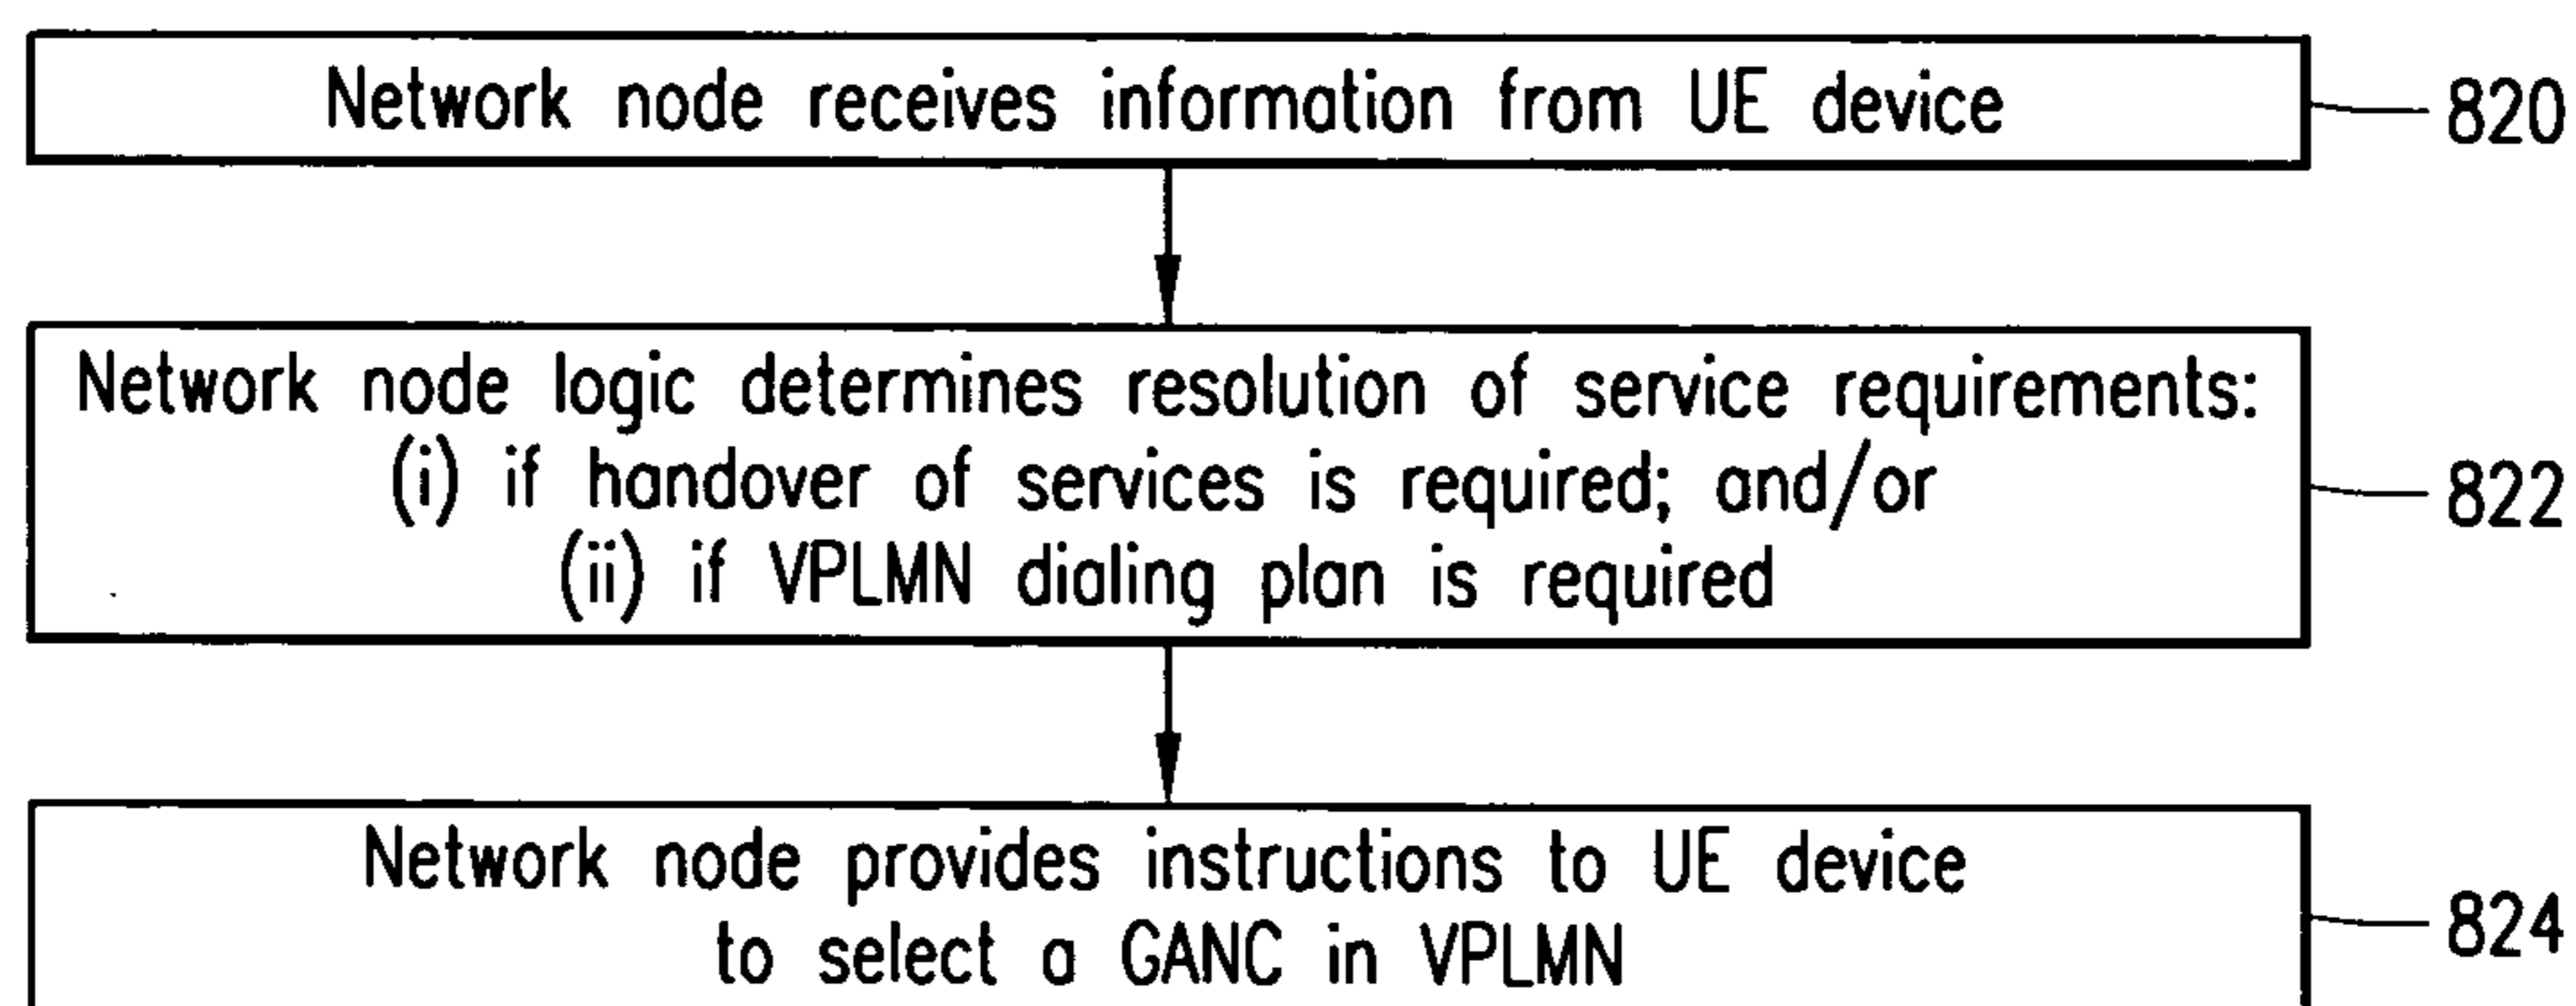 Network node receives information from UE device
820
Network node logic determines resolution of service requirements:
(i) if handover of services is required; and/or
(ii) if VPLMN dialing plan is required
822
Network node provides instructions to UE device
to select a GANC in VPLMN
824